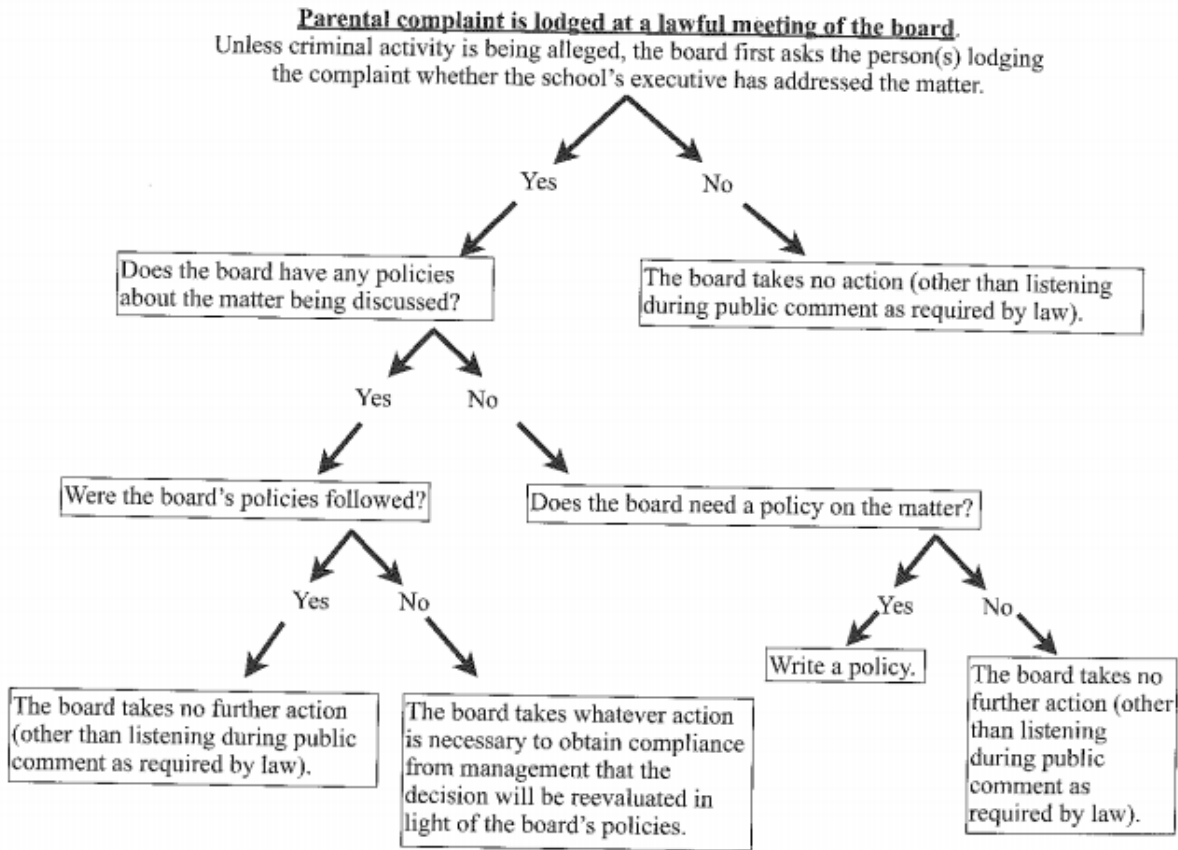 Parental complaint is lodged at a lawful meeting of the board.
Unless criminal activity is being alleged, the board first asks the person(s) lodging
the complaint whether the school's executive has addressed the matter.
Yes
No
Does the board have any policies
about the matter being discussed?
The board takes no action (other than listening
during public comment as required by law).
Yes
No
Were the board's policies followed?
Does the board need a policy on the matter?
Yes
No
Yes
No
The board takes no further action
(other than listening during public
comment as required by law).
The board takes whatever action
is necessary to obtain compliance
from management that the
decision will be reevaluated in
light of the board's policies.
Write a policy.
The board takes no
further action (other
than listening
during public
comment as
required by law).